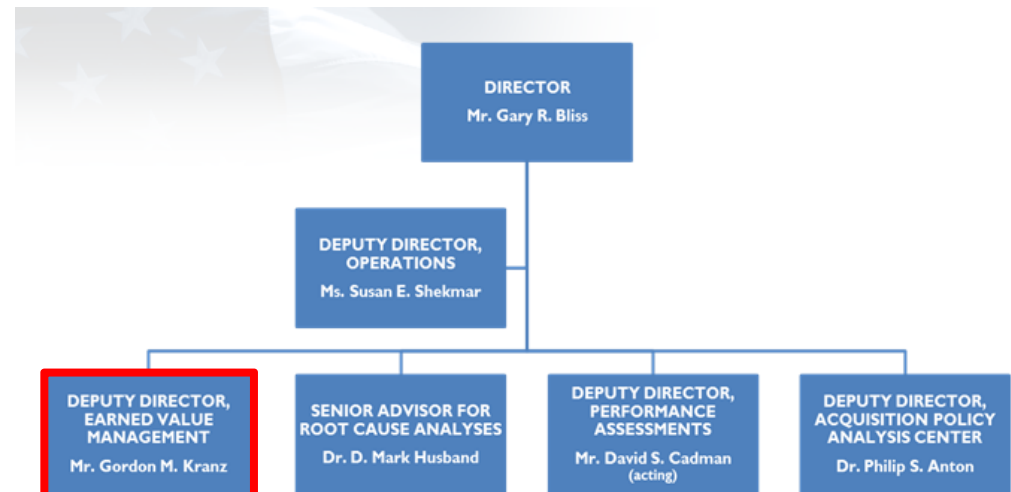 DIRECTOR
Mr. Gary R. Bliss
DEPUTY DIRECTOR,
OPERATIONS
Ms. Susan E. Shekmar
DEPUTY DIRECTOR,
EARNED VALUE
MANAGEMENT
Mr. Gordon M. Kranz
SENIOR ADVISOR FOR
ROOT CAUSE ANALYSES
Dr. D. Mark Husband
DEPUTY DIRECTOR,
PERFORMANCE
ASSESSMENTS
Mr. David S. Cadman
(acting)
DEPUTY DIRECTOR,
ACQUISITION POLICY
ANALYSIS CENTER
Dr. Philip S. Anton